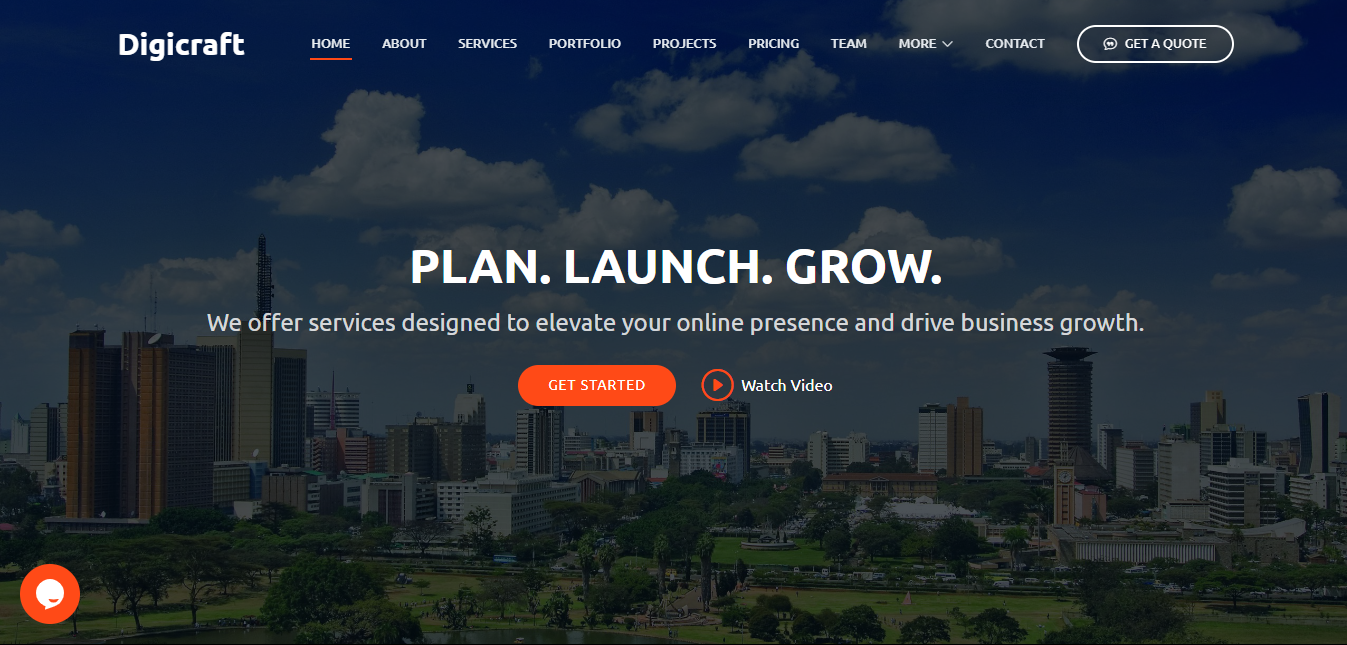 Digicraft
HOME ABOUT SERVICES PORTFOLIO PROJECTS PRICING TEAM MORE CONTACT GET A QUOTE
PLAN. LAUNCH. GROW.
We offer services designed to elevate your online presence and drive business growth.
GET STARTED Watch Video